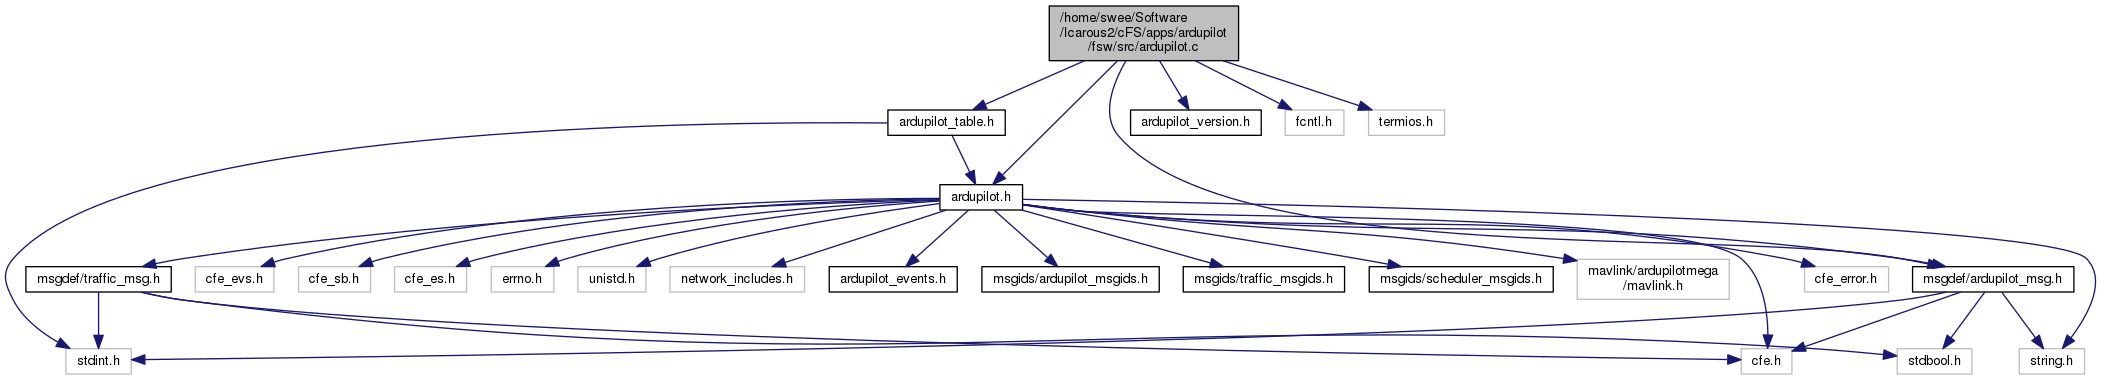 /home/swee/Software
/Icarous2/cFS/apps/ardupilot
/fsw/src/ardupilot.c
ardupilot_table.h
ardupilot_version.h
fcntl.h
termios.h
ardupilot.h
msgdef/traffic_msg.h
cfe_evs.h
cfe_sb.h
cfe_es.h
errno.h
unistd.h
network_includes.h
ardupilot_events.h
msgids/ardupilot_msgids.h
msgids/traffic_msgids.h
msgids/scheduler_msgids.h
mavlink/ardupilotmega
/mavlink.h
cfe_error.h
msgdef/ardupilot_msg.h
stdint.h
cfe.h
stdbool.h
string.h